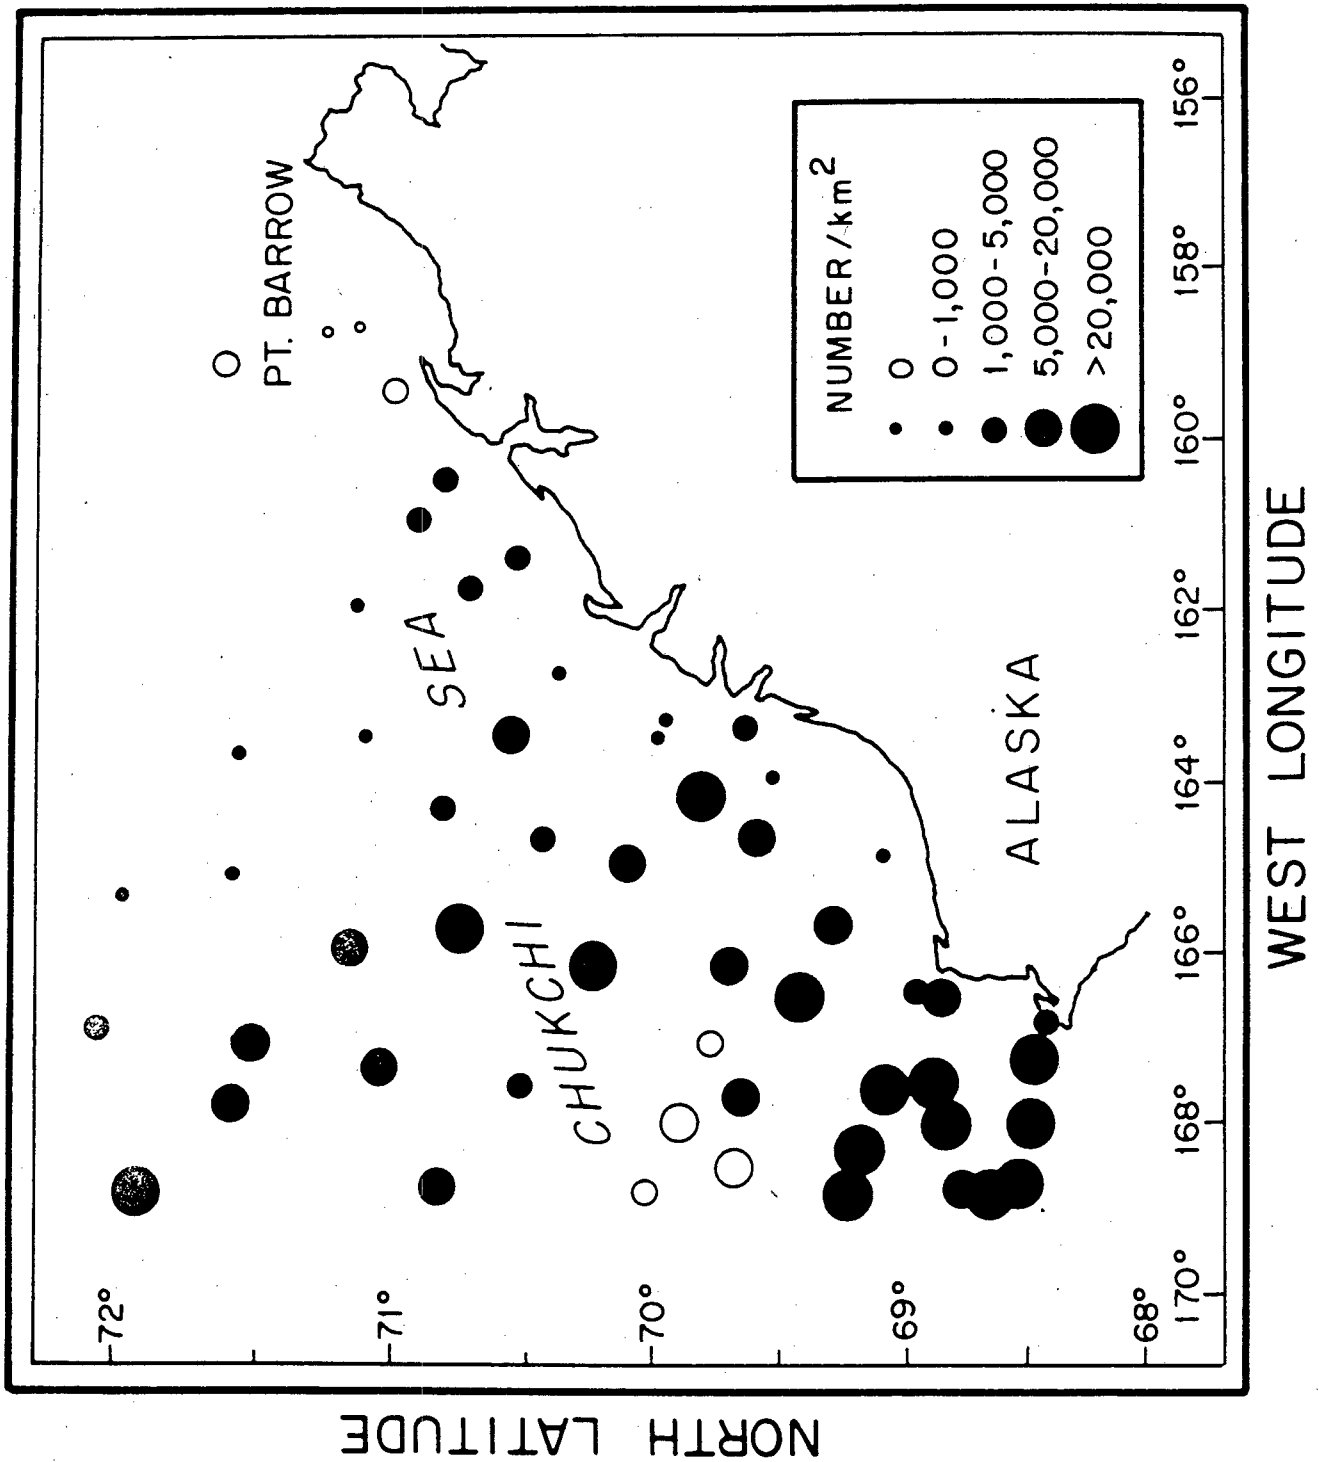 PT. BARROW
SEA
CHUKCHI
ALASKA
NUMBER/km2
0
0-1,000
1,000-5,000
5,000-20,000
>20,000
72°
71°
70°
69°
68°
170°
168°
166°
164°
162°
160°
158°
156°
NORTH LATITUDE
WEST LONGITUDE